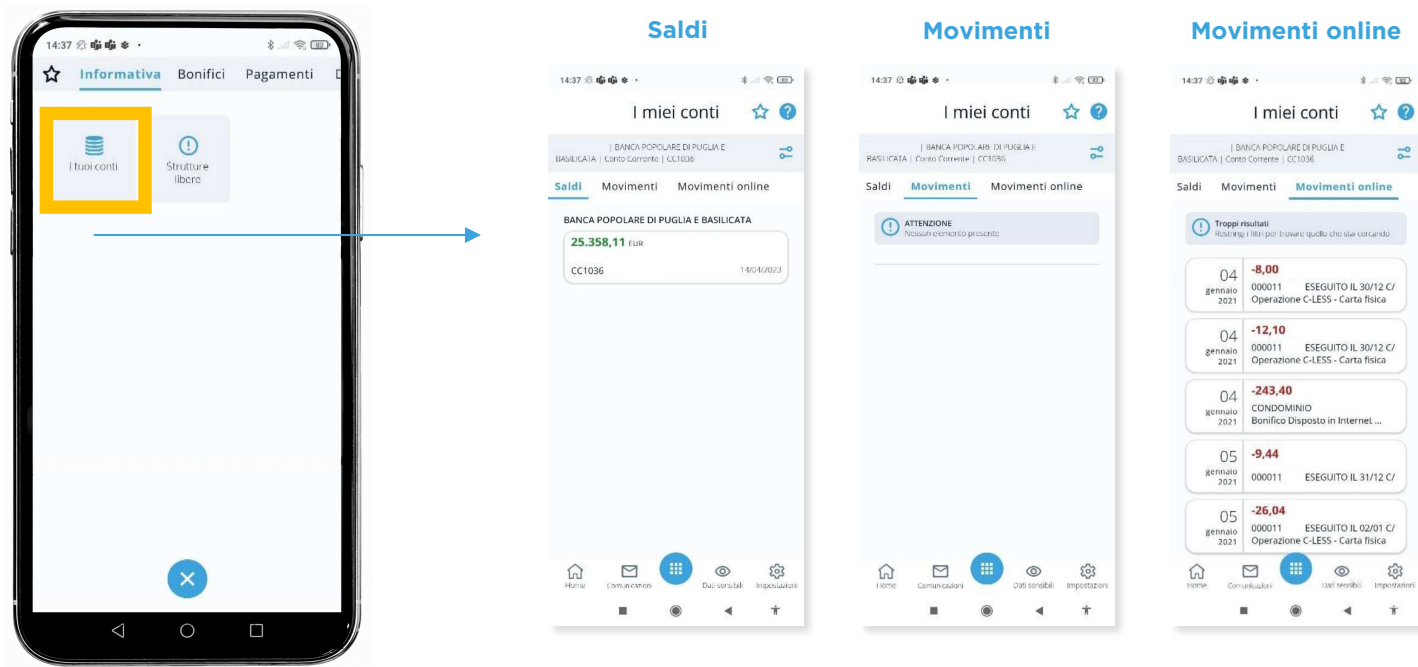 14:37
83
Informativa Bonifici Pagamenti D
I tuoi conti
Strutture
libere
Saldi
14:37
I miei conti
?
| BANCA POPOLARE DI PUGLIA E
BASILICATA | Conto Corrente | CC1036
Saldi Movimenti Movimenti online
BANCA POPOLARE DI PUGLIA E BASILICATA
25.358,11 EUR
CC1036 14/04/2023
Home Comunicazioni Dati sensibili Impostazioni
Movimenti
14:37
I miei conti
?
| BANCA POPOLARE DI PUGLIA E
BASILICATA | Conto Corrente | CC1036
Saldi Movimenti Movimenti online
ATTENZIONE
Nessun elemento presente
Home Comunicazioni Dati sensibili Impostazioni
Movimenti online
14:37
I miei conti
?
| BANCA POPOLARE DI PUGLIA E
BASILICATA | Conto Corrente | CC1036
Saldi Movimenti Movimenti online
Troppi risultati
Restringi i filtri per trovare quello che stai cercando
04
gennaio
2021
-8,00
000011 ESEGUITO IL 30/12 C/
Operazione C-LESS - Carta fisica
04
gennaio
2021
-12,10
000011 ESEGUITO IL 30/12 C/
Operazione C-LESS - Carta fisica
04
gennaio
2021
-243,40
CONDOMINIO
Bonifico Disposto in Internet ...
05
gennaio
2021
-9,44
000011 ESEGUITO IL 31/12 C/
05
gennaio
2021
-26,04
000011 ESEGUITO IL 02/01 C/
Operazione C-LESS - Carta fisica
Home Comunicazioni Dati sensibili Impostazioni